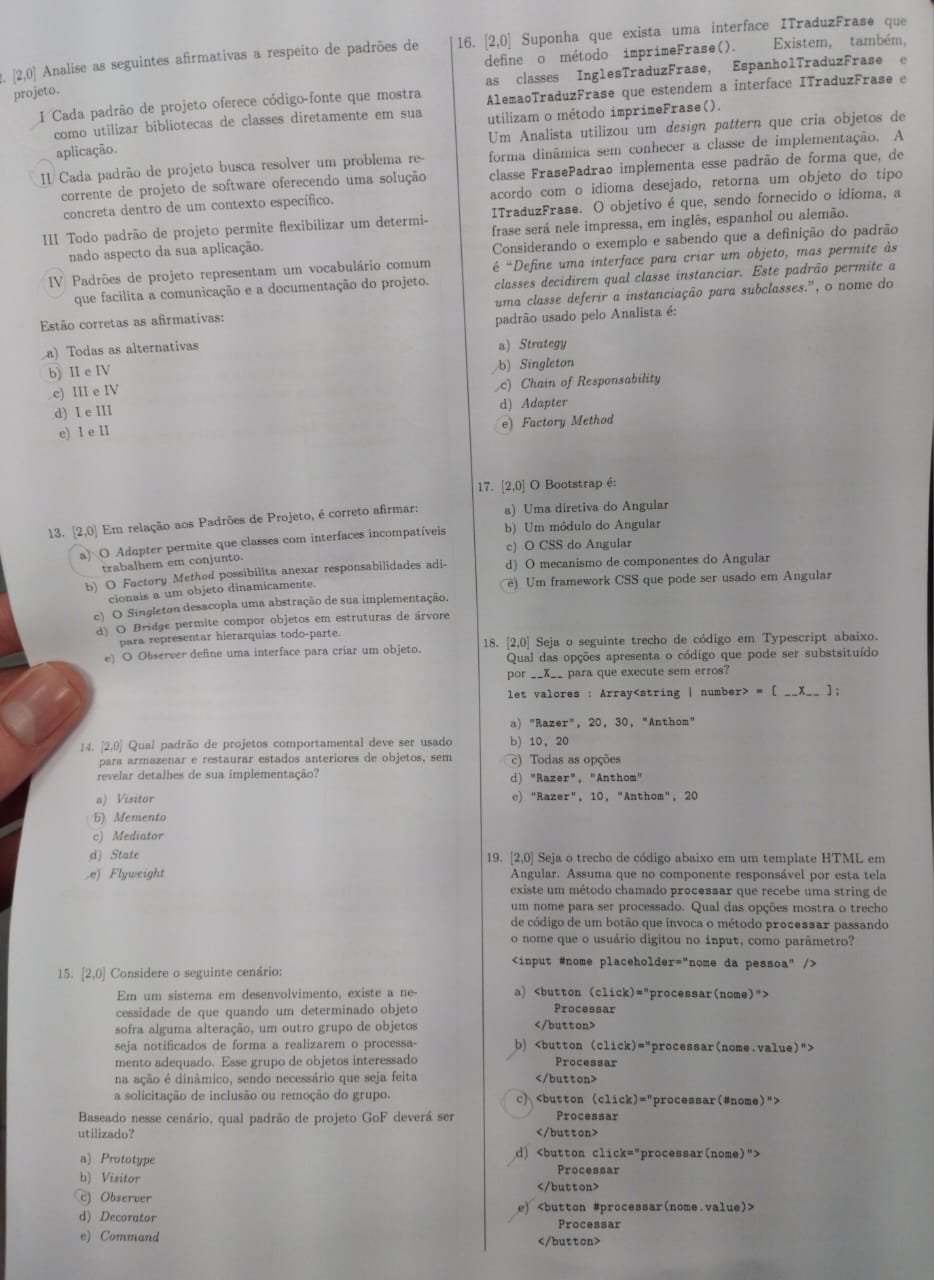 . [2,0] Analise as seguintes afirmativas a respeito de padrões de
projeto.
I Cada padrão de projeto oferece código-fonte que mostra
como utilizar bibliotecas de classes diretamente em sua
aplicação.
II Cada padrão de projeto busca resolver um problema re-
corrente de projeto de software oferecendo uma solução
concreta dentro de um contexto específico.
III Todo padrão de projeto permite flexibilizar um determi-
nado aspecto da sua aplicação.
IV Padrões de projeto representam um vocabulário comum
que facilita a comunicação e a documentação do projeto.
Estão corretas as afirmativas:
a) Todas as alternativas
b) II e IV
c) III e IV
d) I e III
e) I e II
13. [2,0] Em relação aos Padrões de Projeto, é correto afirmar:
a) O Adapter permite que classes com interfaces incompatíveis
trabalhem em conjunto.
b) O Factory Method possibilita anexar responsabilidades adi-
cionais a um objeto dinamicamente.
c) O Singleton desacopla uma abstração de sua implementação.
d) O Bridge permite compor objetos em estruturas de árvore
para representar hierarquias todo-parte.
e) O Observer define uma interface para criar um objeto.
14. [2,0] Qual padrão de projetos comportamental deve ser usado
para armazenar e restaurar estados anteriores de objetos, sem
revelar detalhes de sua implementação?
a) Visitor
b) Memento
c) Mediator
d) State
e) Flyweight
15. [2,0] Considere o seguinte cenário:
Em um sistema em desenvolvimento, existe a ne-
cessidade de que quando um determinado objeto
sofra alguma alteração, um outro grupo de objetos
seja notificados de forma a realizarem o processa-
mento adequado. Esse grupo de objetos interessado
na ação é dinâmico, sendo necessário que seja feita
a solicitação de inclusão ou remoção do grupo.
Baseado nesse cenário, qual padrão de projeto GoF deverá ser
utilizado?
a) Prototype
b) Visitor
c) Observer
d) Decorator
e) Command
16. [2,0] Suponha que exista uma interface ITraduzFrase que
define o método imprimeFrase(). Existem, também,
as classes InglesTraduzFrase, EspanholTraduzFrase e
AlemaoTraduzFrase que estendem a interface ITraduzFrase e
utilizam o método imprimeFrase().
Um Analista utilizou um design pattern que cria objetos de
forma dinâmica sem conhecer a classe de implementação. A
classe FrasePadrao implementa esse padrão de forma que, de
acordo com o idioma desejado, retorna um objeto do tipo
ITraduzFrase. O objetivo é que, sendo fornecido o idioma, a
frase será nele impressa, em inglês, espanhol ou alemão.
Considerando o exemplo e sabendo que a definição do padrão
é “Define uma interface para criar um objeto, mas permite às
classes decidirem qual classe instanciar. Este padrão permite a
uma classe deferir a instanciação para subclasses.”, o nome do
padrão usado pelo Analista é:
a) Strategy
b) Singleton
c) Chain of Responsability
d) Adapter
e) Factory Method
17. [2,0] O Bootstrap é:
a) Uma diretiva do Angular
b) Um módulo do Angular
c) O CSS do Angular
d) O mecanismo de componentes do Angular
e) Um framework CSS que pode ser usado em Angular
18. [2,0] Seja o seguinte trecho de código em Typescript abaixo.
Qual das opções apresenta o código que pode ser substsituído
por __X__ para que execute sem erros?
let valores : Array<string | number> = [ __X__ ];
a) "Razer", 20, 30, "Anthom"
b) 10, 20
c) Todas as opções
d) "Razer", "Anthom"
e) "Razer", 10, "Anthom", 20
19. [2,0] Seja o trecho de código abaixo em um template HTML em
Angular. Assuma que no componente responsável por esta tela
existe um método chamado processar que recebe uma string de
um nome para ser processado. Qual das opções mostra o trecho
de código de um botão que invoca o método processar passando
o nome que o usuário digitou no input, como parâmetro?
<input #nome placeholder="nome da pessoa" />
a) <button (click)="processar(nome)">
Processar
</button>
b) <button (click)="processar(nome.value)">
Processar
</button>
c) <button (click)="processar(#nome)">
Processar
</button>
d) <button click="processar(nome)">
Processar
</button>
e) <button #processar(nome.value)>
Processar
</button>